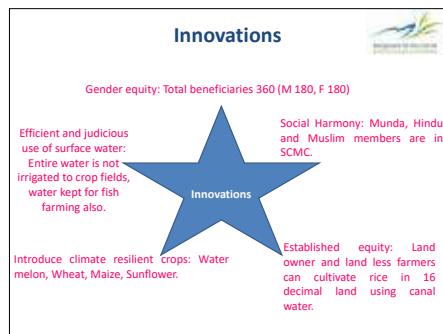 Innovations
Gender equity: Total beneficiaries 360 (M 180, F 180)
Efficient and judicious
use of surface water:
Entire water is not
irrigated to crop fields,
water kept for fish
farming also.
Social Harmony: Munda, Hindu
and Muslim members are in
SCMC.
Innovations
Introduce climate resilient crops: Water
melon, Wheat, Maize, Sunflower.
Established equity: Land
owner and land less farmers
can cultivate rice in 16
decimal land using canal
water.